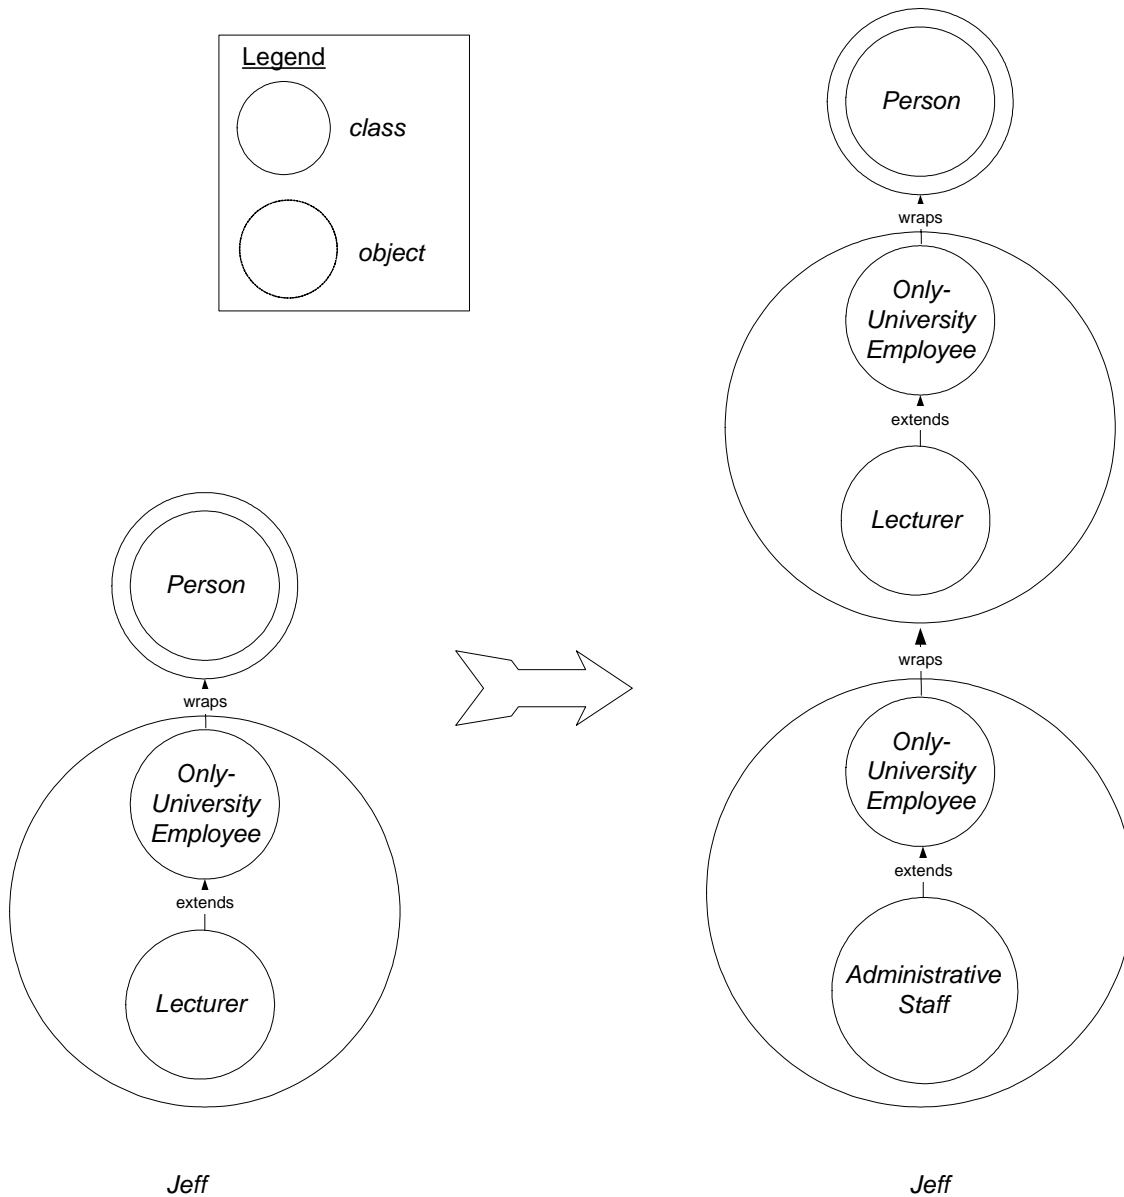 Legend
class
object
Person
wraps
Only-
University
Employee
extends
Lecturer
Jeff
Person
wraps
Only-
University
Employee
extends
Lecturer
wraps
Only-
University
Employee
extends
Administrative
Staff
Jeff